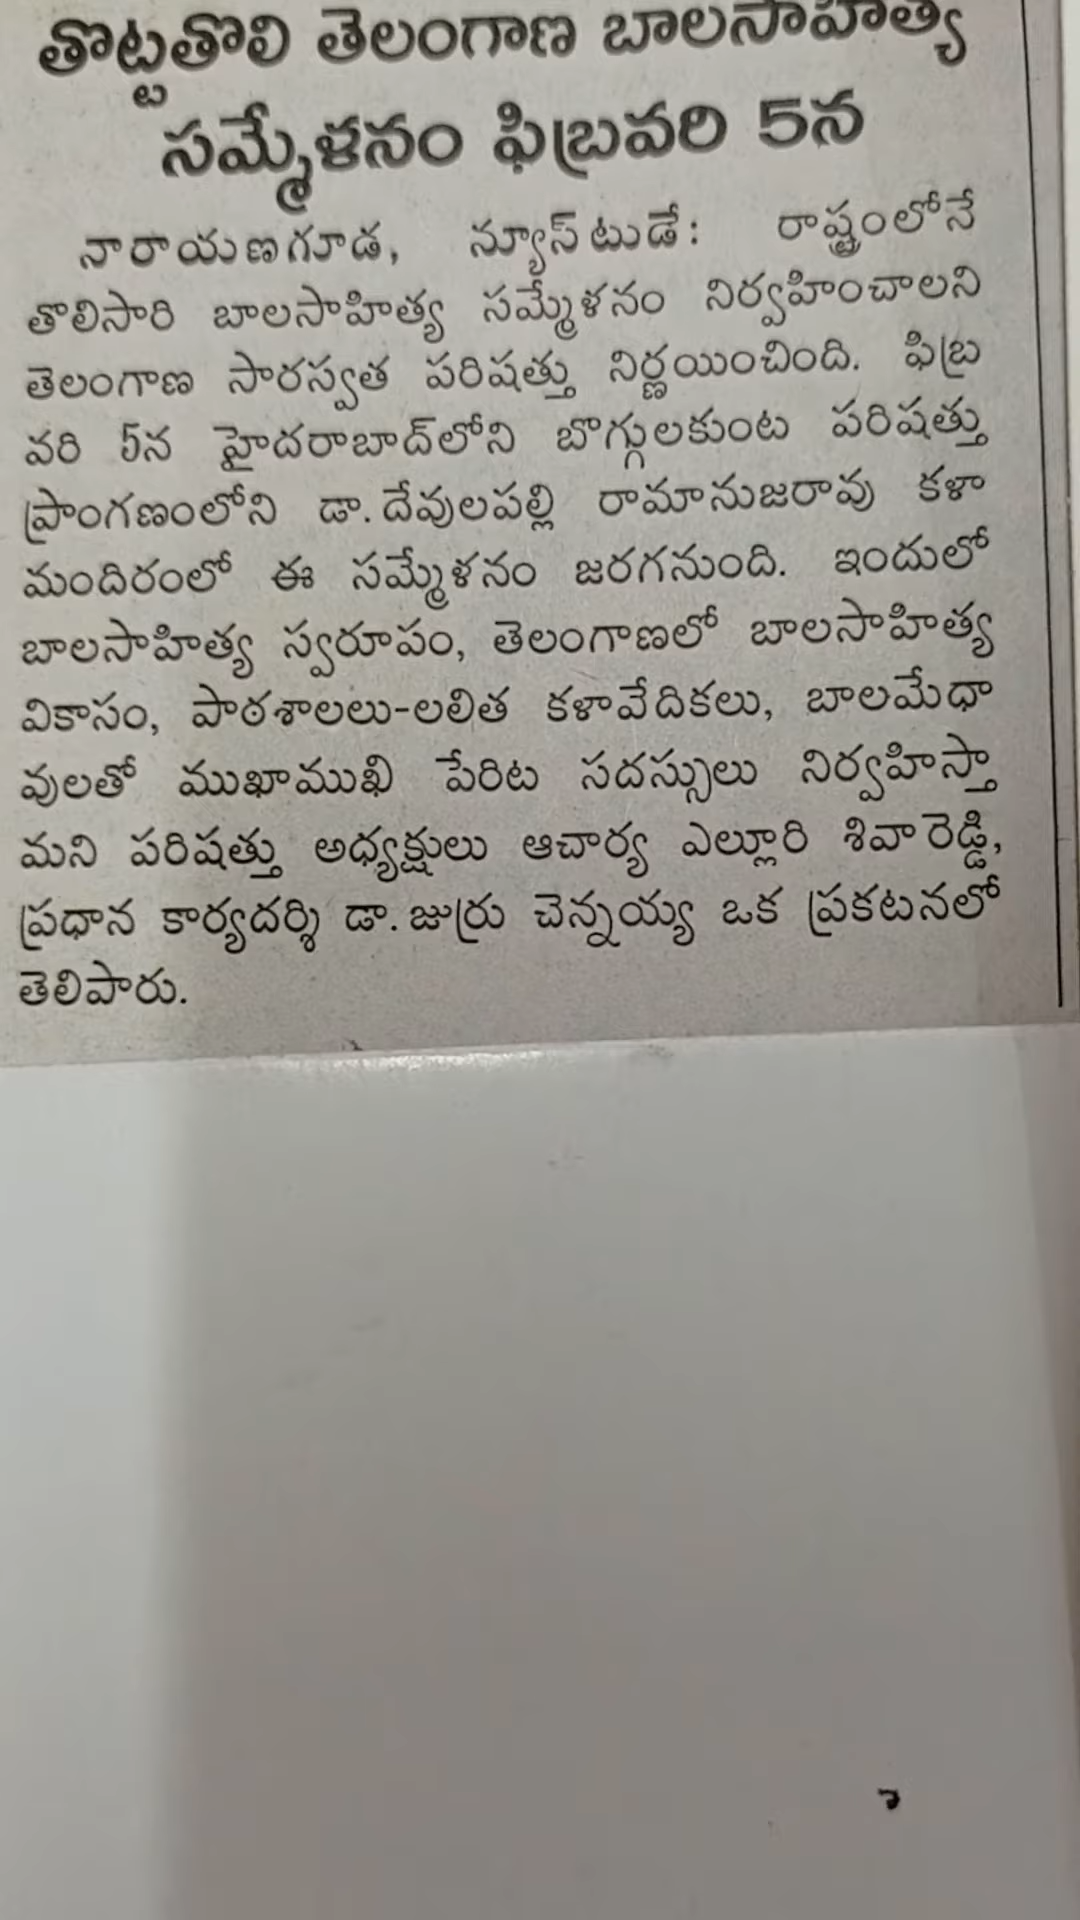 తొట్టతొలి తెలంగాణ బాలసాహిత్య
సమ్మేళనం ఫిబ్రవరి 5న
నారాయణగూడ, న్యూస్‌టుడే: రాష్ట్రంలోనే
తొలిసారి బాలసాహిత్య సమ్మేళనం నిర్వహించాలని
తెలంగాణ సారస్వత పరిషత్తు నిర్ణయించింది. ఫిబ్ర
వరి 5న హైదరాబాద్‌లోని బొగ్గులకుంట పరిషత్తు
ప్రాంగణంలోని డా. దేవులపల్లి రామానుజరావు కళా
మందిరంలో ఈ సమ్మేళనం జరగనుంది. ఇందులో
బాలసాహిత్య స్వరూపం, తెలంగాణలో బాలసాహిత్య
వికాసం, పాఠశాలలు-లలిత కళావేదికలు, బాలమేధా
వులతో ముఖాముఖి పేరిట సదస్సులు నిర్వహిస్తా
మని పరిషత్తు అధ్యక్షులు ఆచార్య ఎల్లూరి శివారెడ్డి,
ప్రధాన కార్యదర్శి డా. జుర్రు చెన్నయ్య ఒక ప్రకటనలో
తెలిపారు.